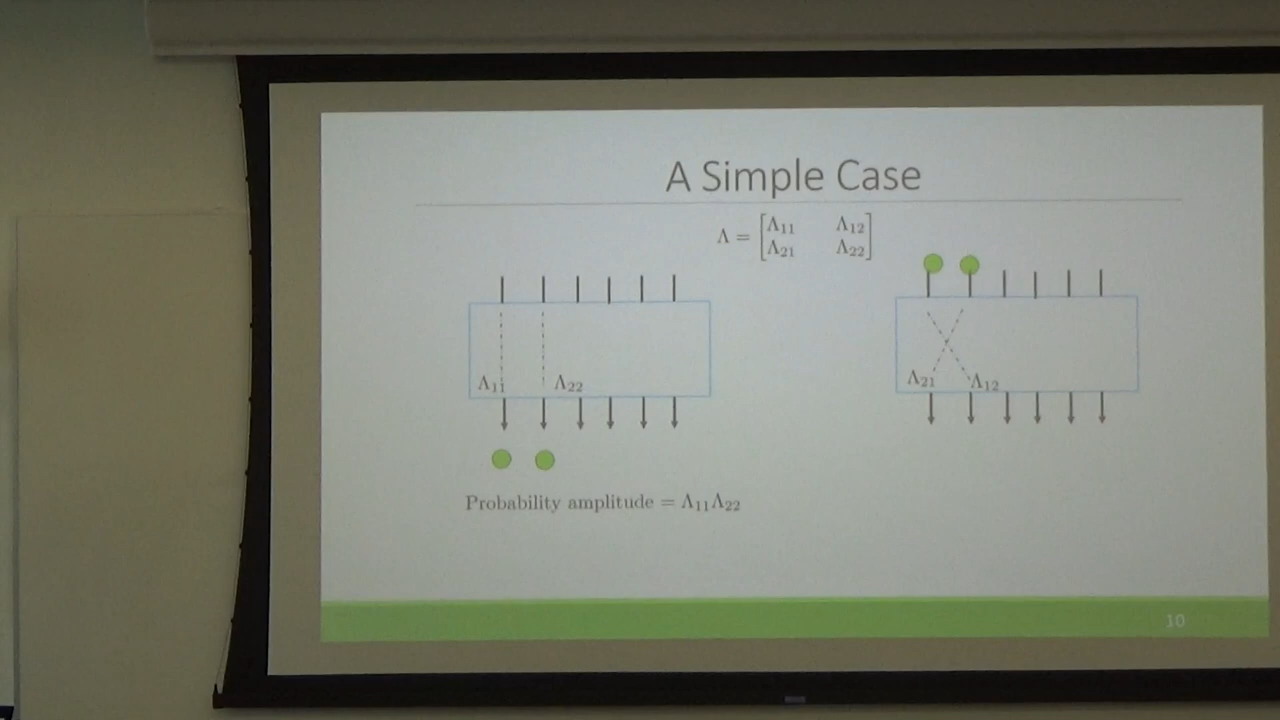 A Simple Case
Λ = [Λ₁₁ Λ₁₂
Λ₂₁ Λ₂₂]
Λ₁₁ Λ₂₂
Λ₂₁ Λ₁₂
Probability amplitude = Λ₁₁Λ₂₂
10